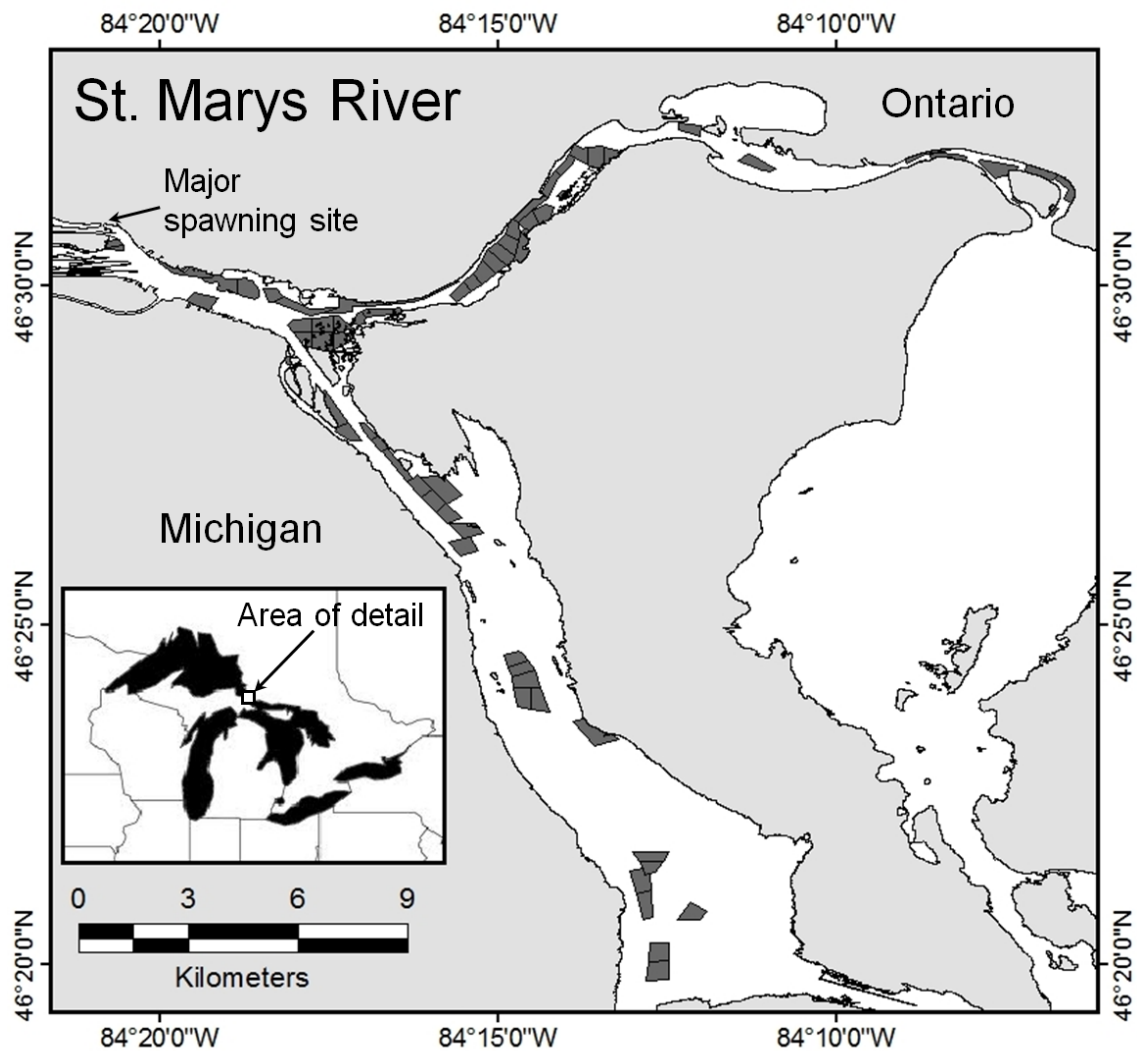 84°20'0"W 84°15'0"W 84°10'0"W
St. Marys River
Ontario
Major
spawning site
46°30'0"N 46°30'0"N
Michigan
46°25'0"N 46°25'0"N
Area of detail
0 3 6 9
Kilometers
46°20'0"N 46°20'0"N
84°20'0"W 84°15'0"W 84°10'0"W